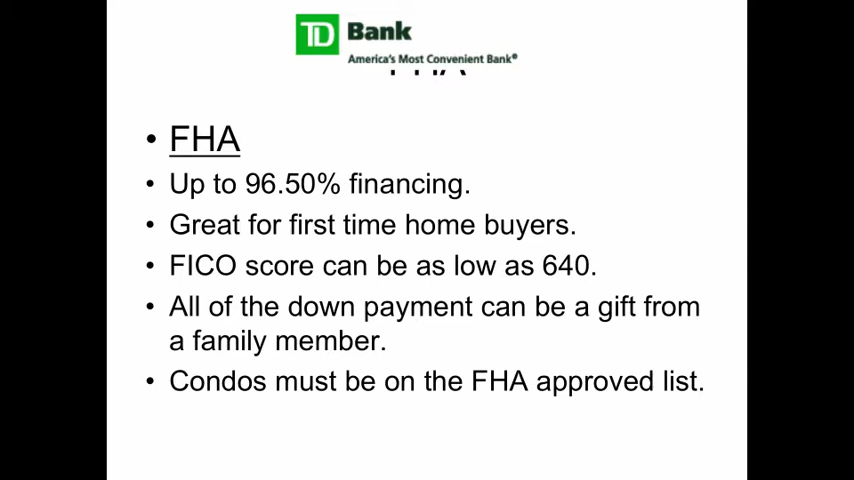 TD Bank
America's Most Convenient Bank®
FHA
• FHA
• Up to 96.50% financing.
• Great for first time home buyers.
• FICO score can be as low as 640.
• All of the down payment can be a gift from
a family member.
• Condos must be on the FHA approved list.